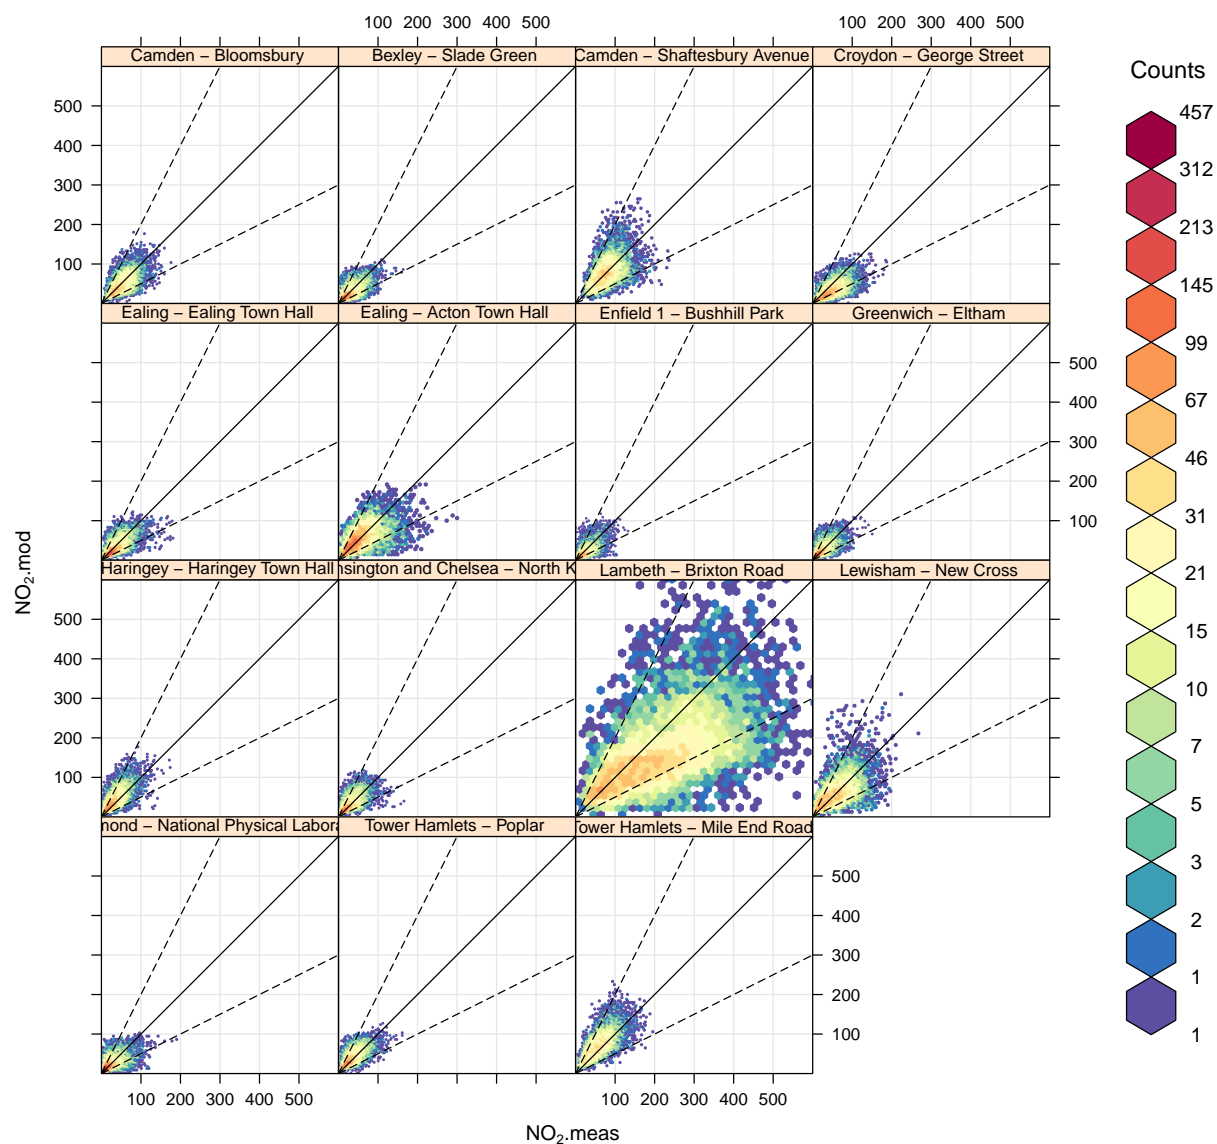 100 200 300 400 500
100 200 300 400 500
Camden − Bloomsbury
Bexley − Slade Green
Camden − Shaftesbury Avenue
Croydon − George Street
Counts
500
400
300
200
100
Ealing − Ealing Town Hall
Ealing − Acton Town Hall
Enfield 1 − Bushhill Park
Greenwich − Eltham
500
400
300
200
100
Haringey − Haringey Town Hall
nsington and Chelsea − North K
Lambeth − Brixton Road
Lewisham − New Cross
500
400
300
200
100
mond − National Physical Labora
Tower Hamlets − Poplar
Tower Hamlets − Mile End Road
500
400
300
200
100
100 200 300 400 500
100 200 300 400 500
NO₂.mod
NO₂.meas
457
312
213
145
99
67
46
31
21
15
10
7
5
3
2
1
1